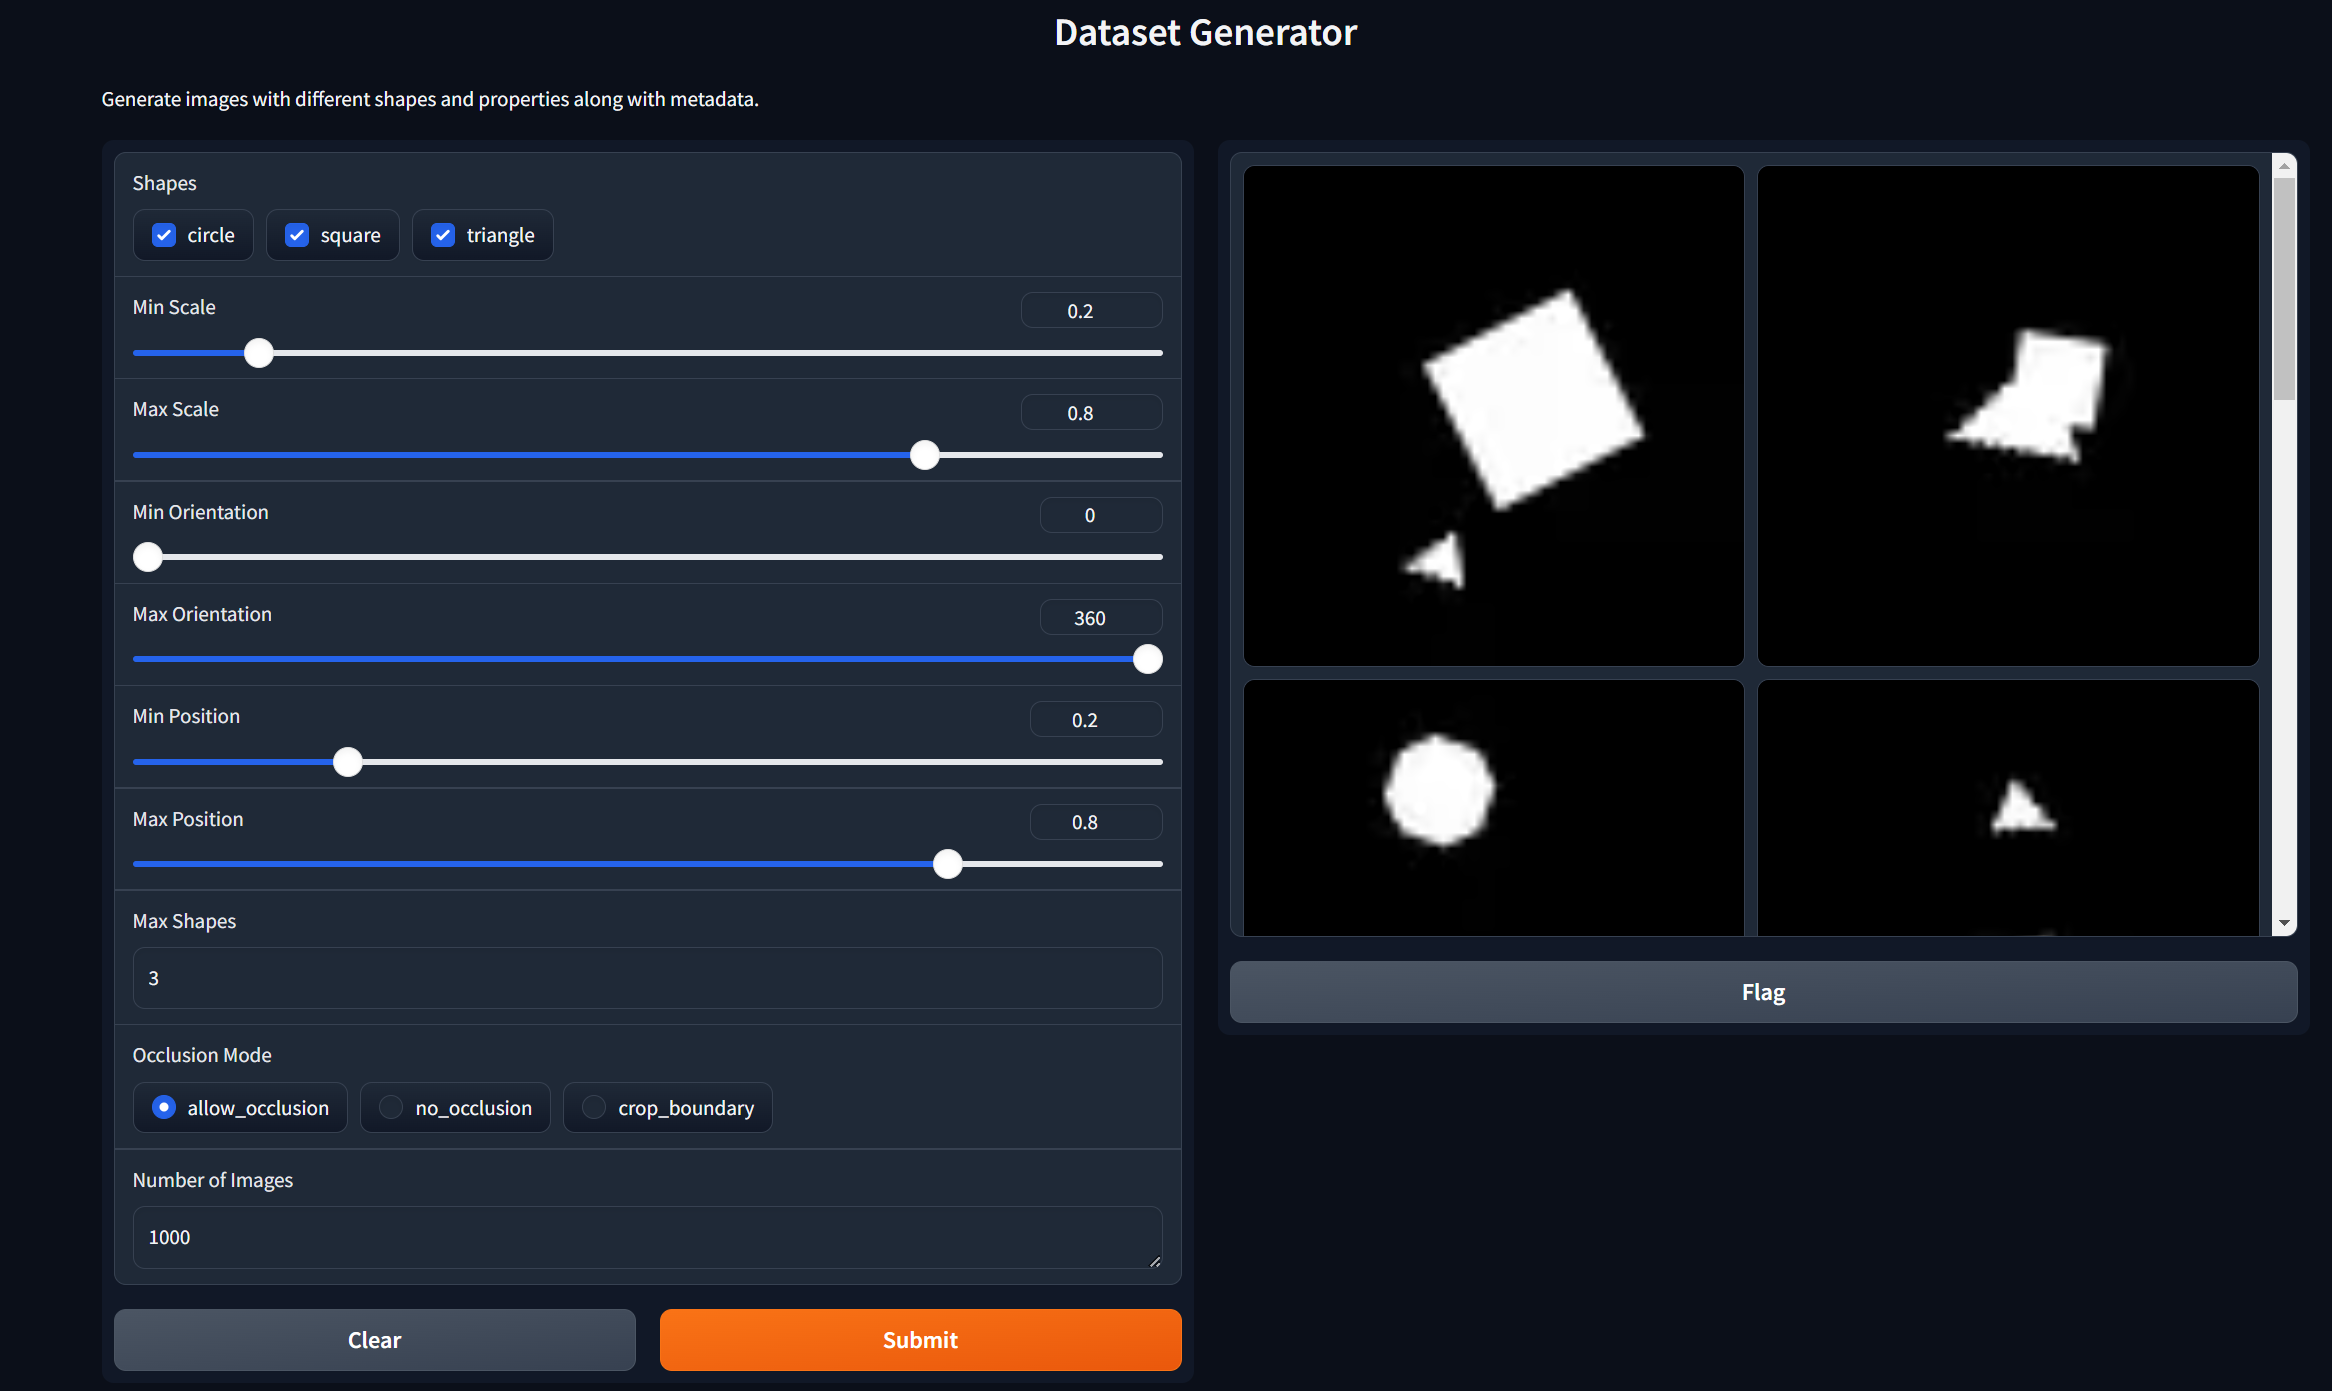 Dataset Generator
Generate images with different shapes and properties along with metadata.
Shapes
circle
square
triangle
Min Scale
0.2
Max Scale
0.8
Min Orientation
0
Max Orientation
360
Min Position
0.2
Max Position
0.8
Max Shapes
3
Occlusion Mode
allow_occlusion
no_occlusion
crop_boundary
Number of Images
1000
Clear
Submit
Flag